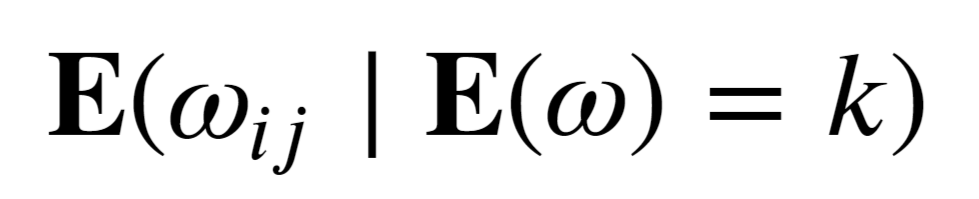 𝐄(ω_{ij} | 𝐄(ω) = k)